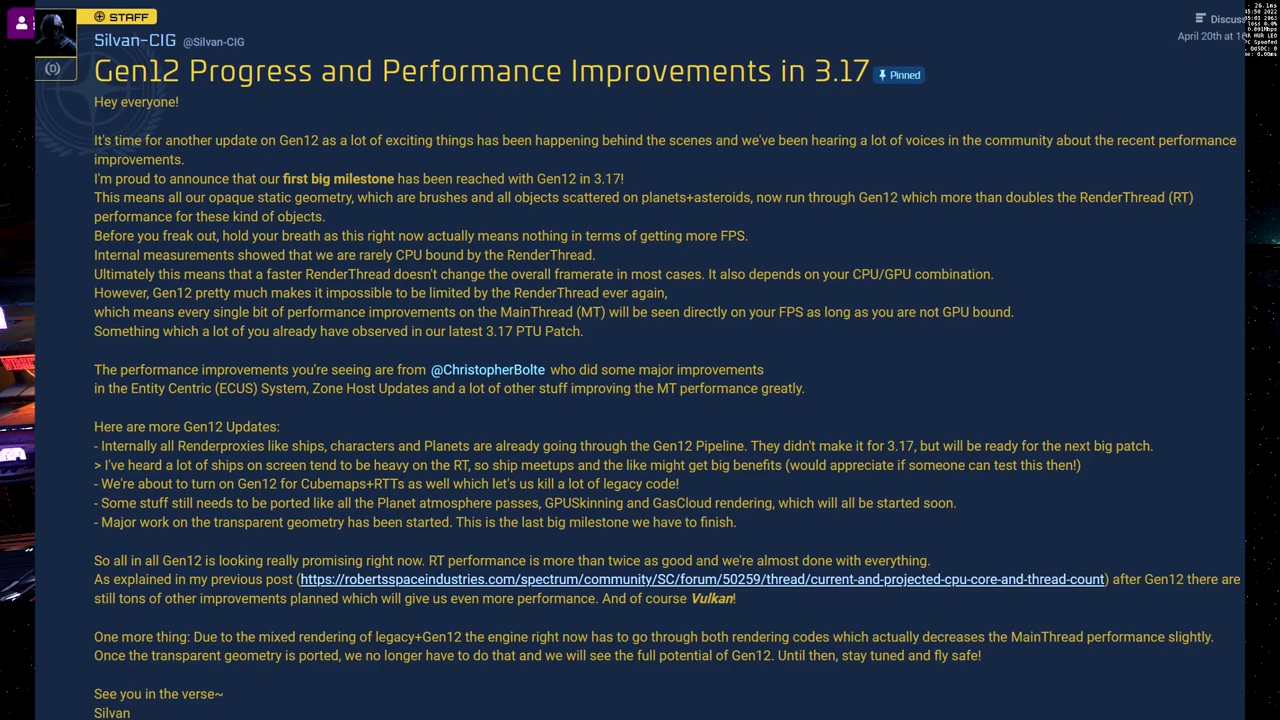 STAFF
Silvan-CIG @Silvan-CIG
Discuss
April 20th at 1
Gen12 Progress and Performance Improvements in 3.17 Pinned
Hey everyone!
It's time for another update on Gen12 as a lot of exciting things has been happening behind the scenes and we've been hearing a lot of voices in the community about the recent performance
improvements.
I'm proud to announce that our first big milestone has been reached with Gen12 in 3.17!
This means all our opaque static geometry, which are brushes and all objects scattered on planets+asteroids, now run through Gen12 which more than doubles the RenderThread (RT)
performance for these kind of objects.
Before you freak out, hold your breath as this right now actually means nothing in terms of getting more FPS.
Internal measurements showed that we are rarely CPU bound by the RenderThread.
Ultimately this means that a faster RenderThread doesn't change the overall framerate in most cases. It also depends on your CPU/GPU combination.
However, Gen12 pretty much makes it impossible to be limited by the RenderThread ever again,
which means every single bit of performance improvements on the MainThread (MT) will be seen directly on your FPS as long as you are not GPU bound.
Something which a lot of you already have observed in our latest 3.17 PTU Patch.
The performance improvements you're seeing are from @ChristopherBolte who did some major improvements
in the Entity Centric (ECUS) System, Zone Host Updates and a lot of other stuff improving the MT performance greatly.
Here are more Gen12 Updates:
- Internally all Renderproxies like ships, characters and Planets are already going through the Gen12 Pipeline. They didn't make it for 3.17, but will be ready for the next big patch.
> I've heard a lot of ships on screen tend to be heavy on the RT, so ship meetups and the like might get big benefits (would appreciate if someone can test this then!)
- We're about to turn on Gen12 for Cubemaps+RTTs as well which let's us kill a lot of legacy code!
- Some stuff still needs to be ported like all the Planet atmosphere passes, GPUSkinning and GasCloud rendering, which will all be started soon.
- Major work on the transparent geometry has been started. This is the last big milestone we have to finish.
So all in all Gen12 is looking really promising right now. RT performance is more than twice as good and we're almost done with everything.
As explained in my previous post (https://robertsspaceindustries.com/spectrum/community/SC/forum/50259/thread/current-and-projected-cpu-core-and-thread-count) after Gen12 there are
still tons of other improvements planned which will give us even more performance. And of course Vulkan!
One more thing: Due to the mixed rendering of legacy+Gen12 the engine right now has to go through both rendering codes which actually decreases the MainThread performance slightly.
Once the transparent geometry is ported, we no longer have to do that and we will see the full potential of Gen12. Until then, stay tuned and fly safe!
See you in the verse~
Silvan